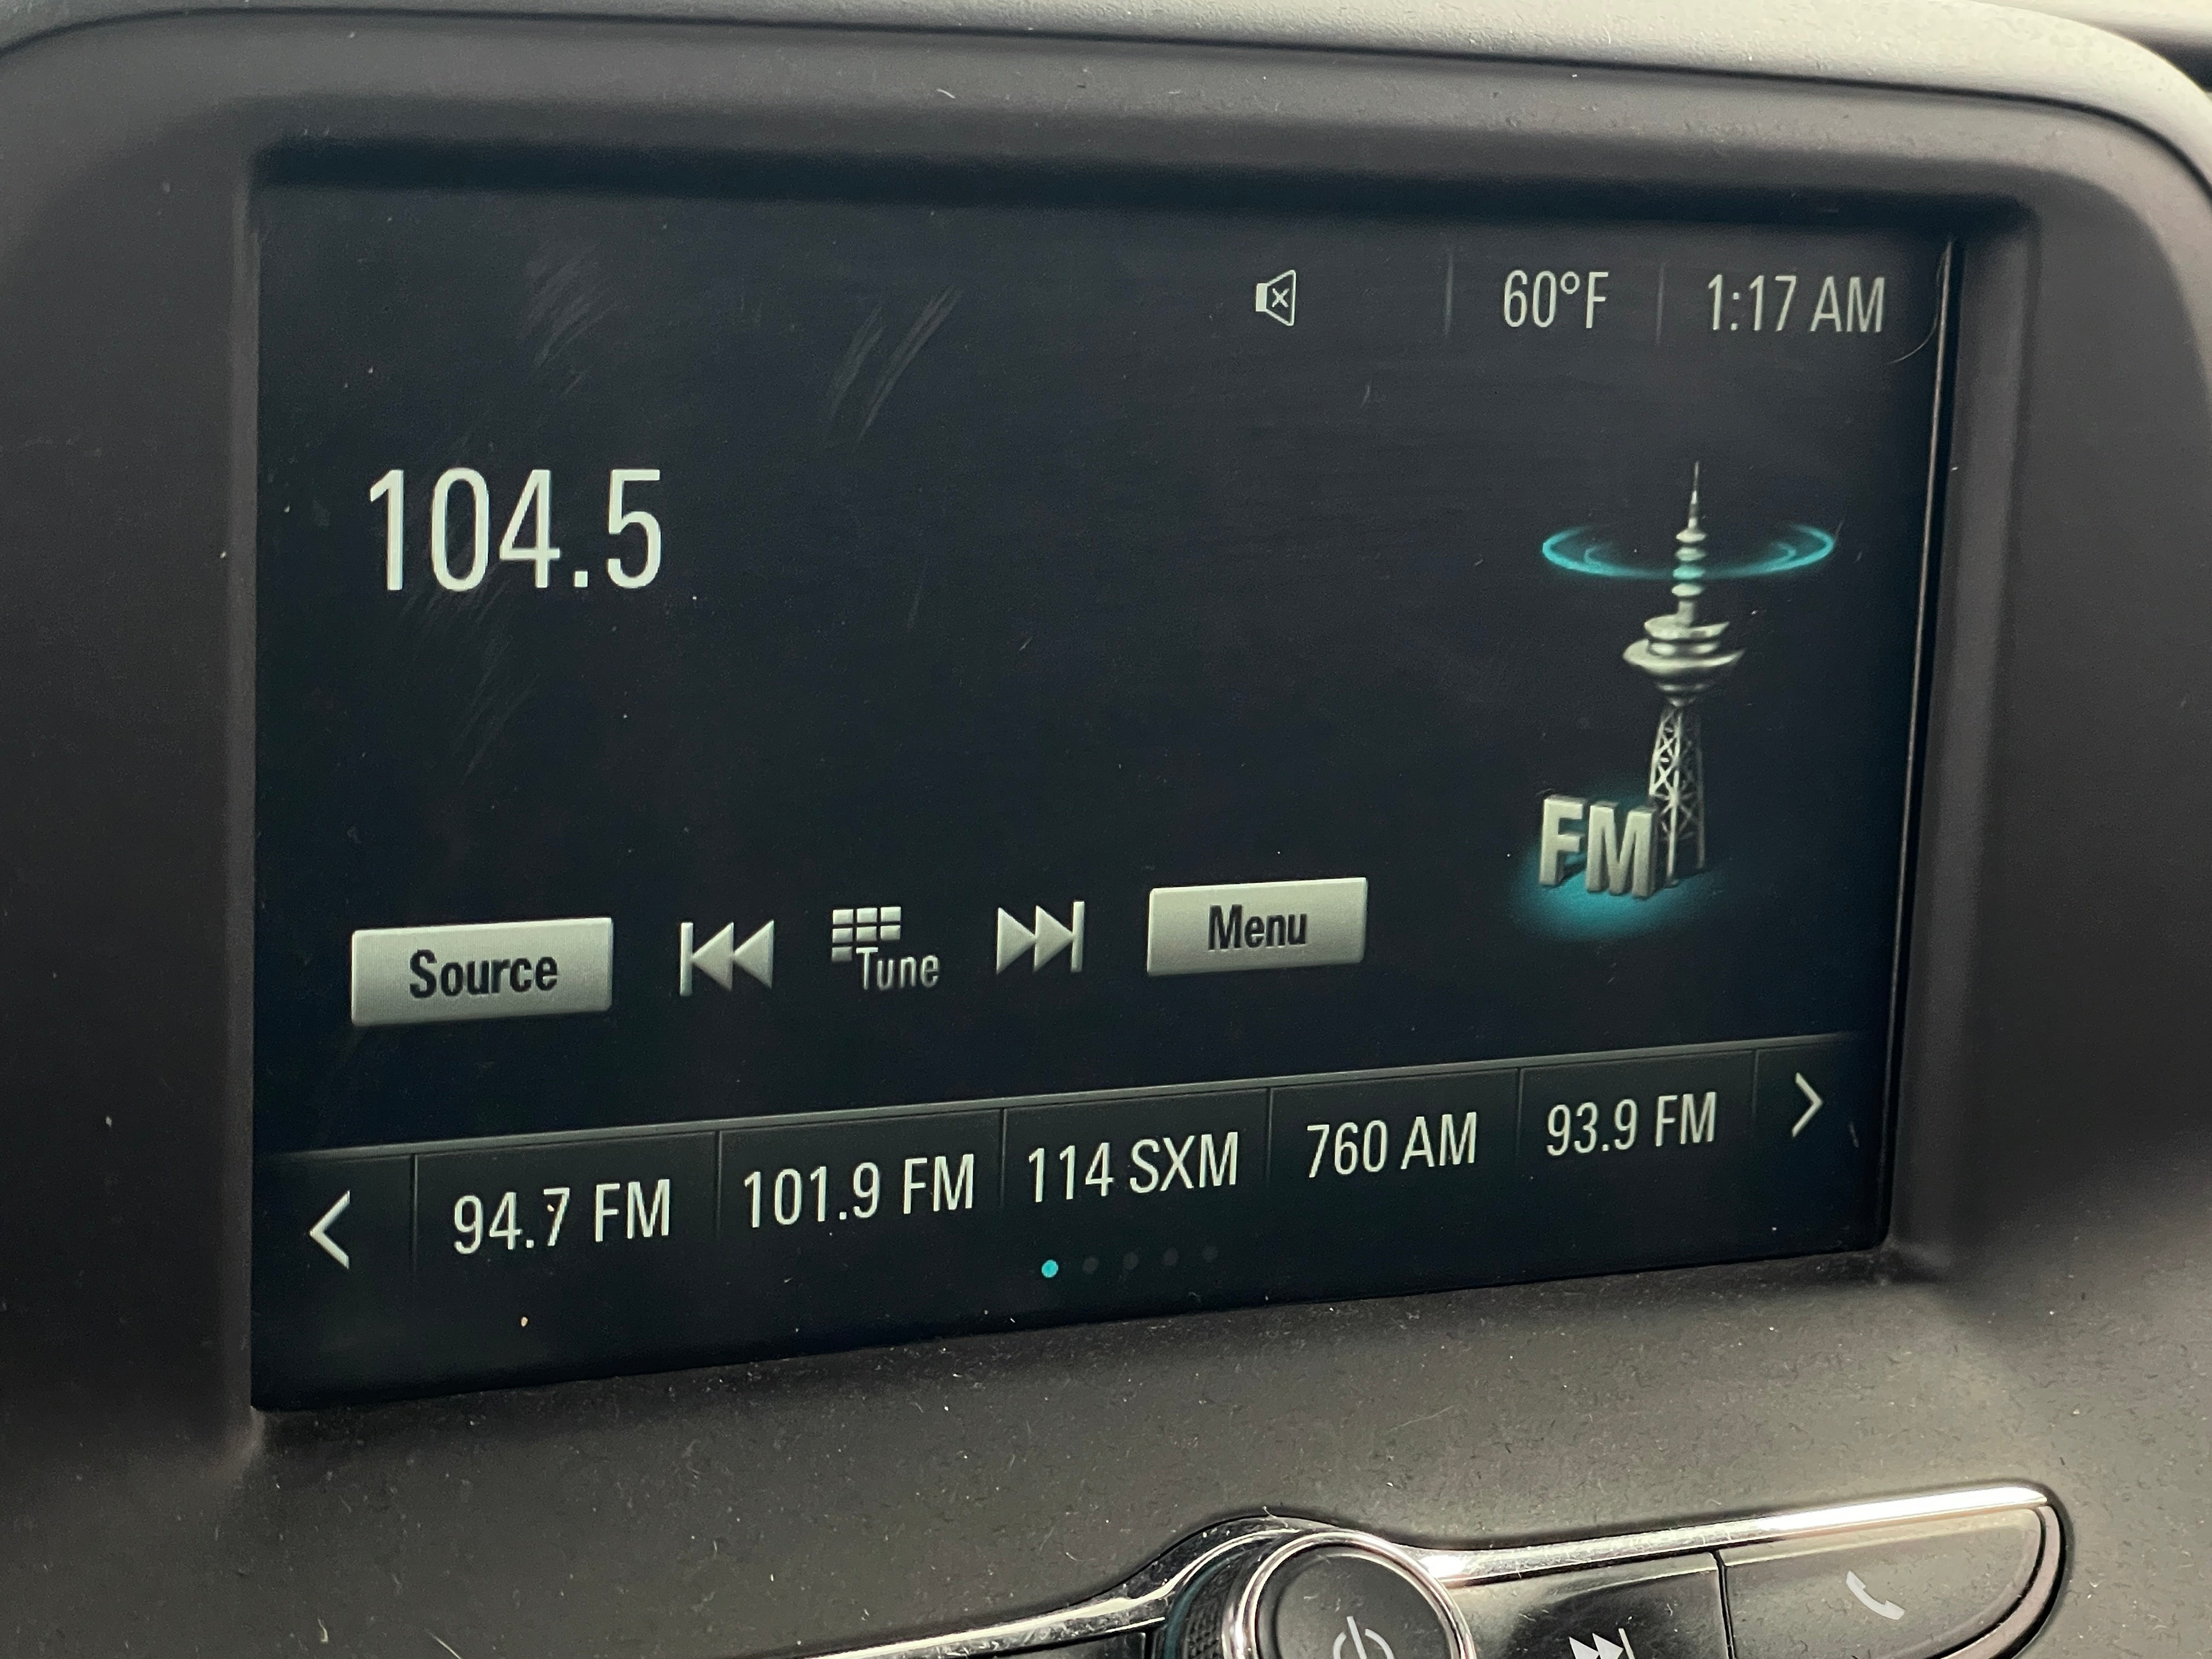 60°F 1:17 AM
104.5
FM
Source Tune Menu
94.7 FM 101.9 FM 114 SXM 760 AM 93.9 FM